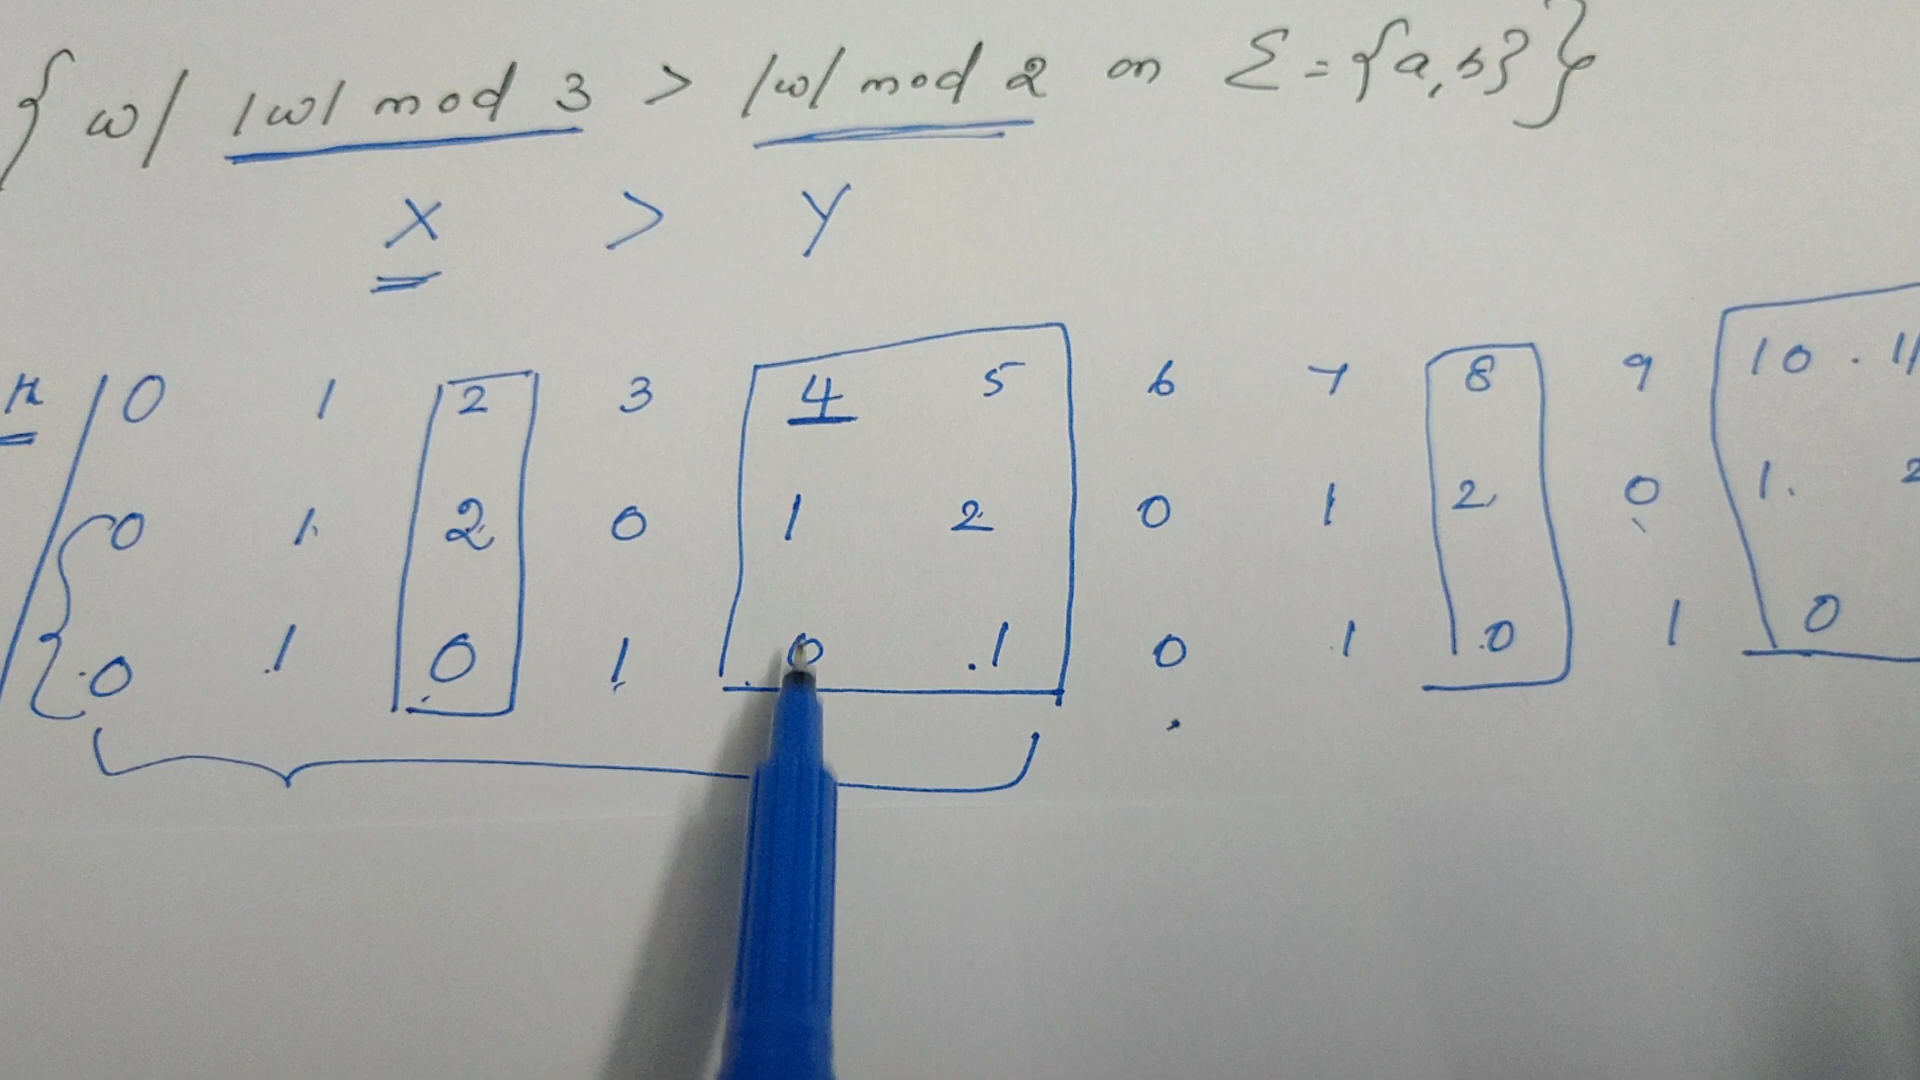 { w/ |w| mod 3 > |w| mod 2 on Σ = {a, b}}
X > Y
n 0 1 2 3 4 5 6 7 8 9 10 . 11
0 1. 2 0 1 2 0 1 2 0 1. 2
.0 .1 0 1 0 .1 0 .1 .0 1 0